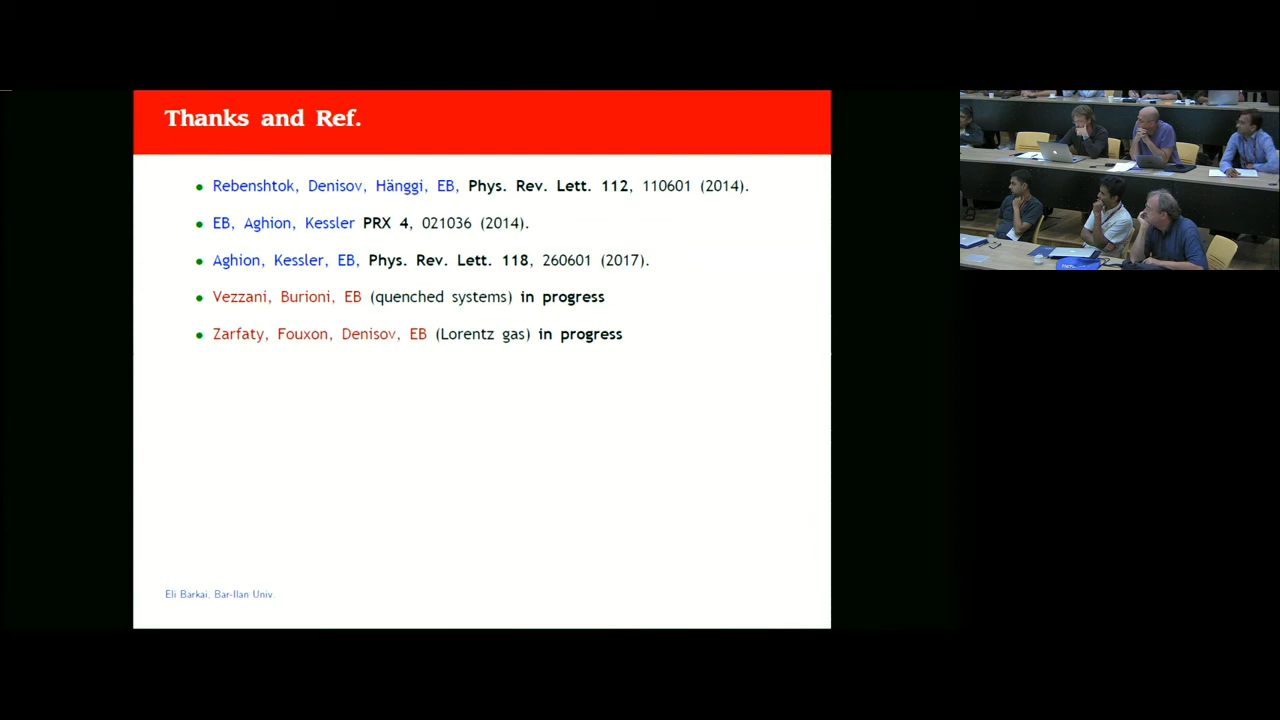 Thanks and Ref.
• Rebenshtok, Denisov, Hänggi, EB, Phys. Rev. Lett. 112, 110601 (2014).
• EB, Aghion, Kessler PRX 4, 021036 (2014).
• Aghion, Kessler, EB, Phys. Rev. Lett. 118, 260601 (2017).
• Vezzani, Burioni, EB (quenched systems) in progress
• Zarfaty, Fouxon, Denisov, EB (Lorentz gas) in progress
Eli Barkai, Bar-Ilan Univ.